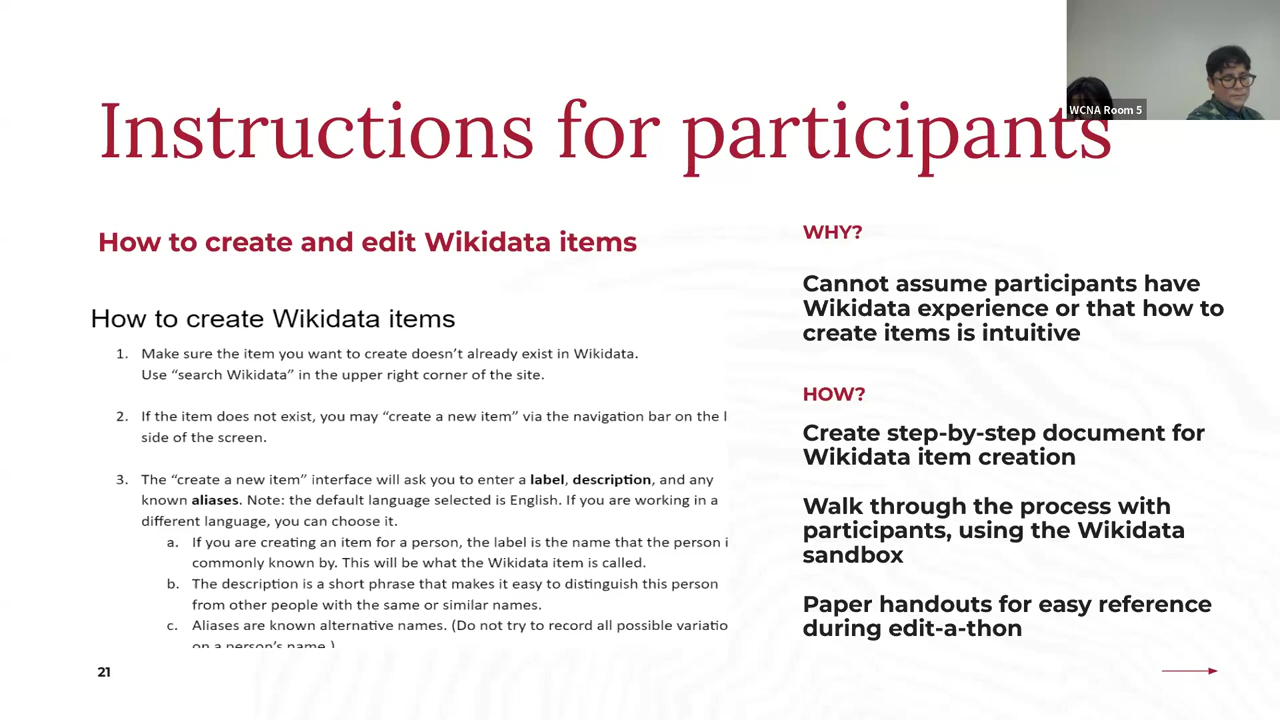 WCNA Room 5
Instructions for participants
How to create and edit Wikidata items
How to create Wikidata items
1. Make sure the item you want to create doesn't already exist in Wikidata.
Use “search Wikidata” in the upper right corner of the site.
2. If the item does not exist, you may “create a new item” via the navigation bar on the l
side of the screen.
3. The “create a new item” interface will ask you to enter a label, description, and any
known aliases. Note: the default language selected is English. If you are working in a
different language, you can choose it.
a. If you are creating an item for a person, the label is the name that the person i
commonly known by. This will be what the Wikidata item is called.
b. The description is a short phrase that makes it easy to distinguish this person
from other people with the same or similar names.
c. Aliases are known alternative names. (Do not try to record all possible variatio
on a person's name.)
WHY?
Cannot assume participants have
Wikidata experience or that how to
create items is intuitive
HOW?
Create step-by-step document for
Wikidata item creation
Walk through the process with
participants, using the Wikidata
sandbox
Paper handouts for easy reference
during edit-a-thon
21